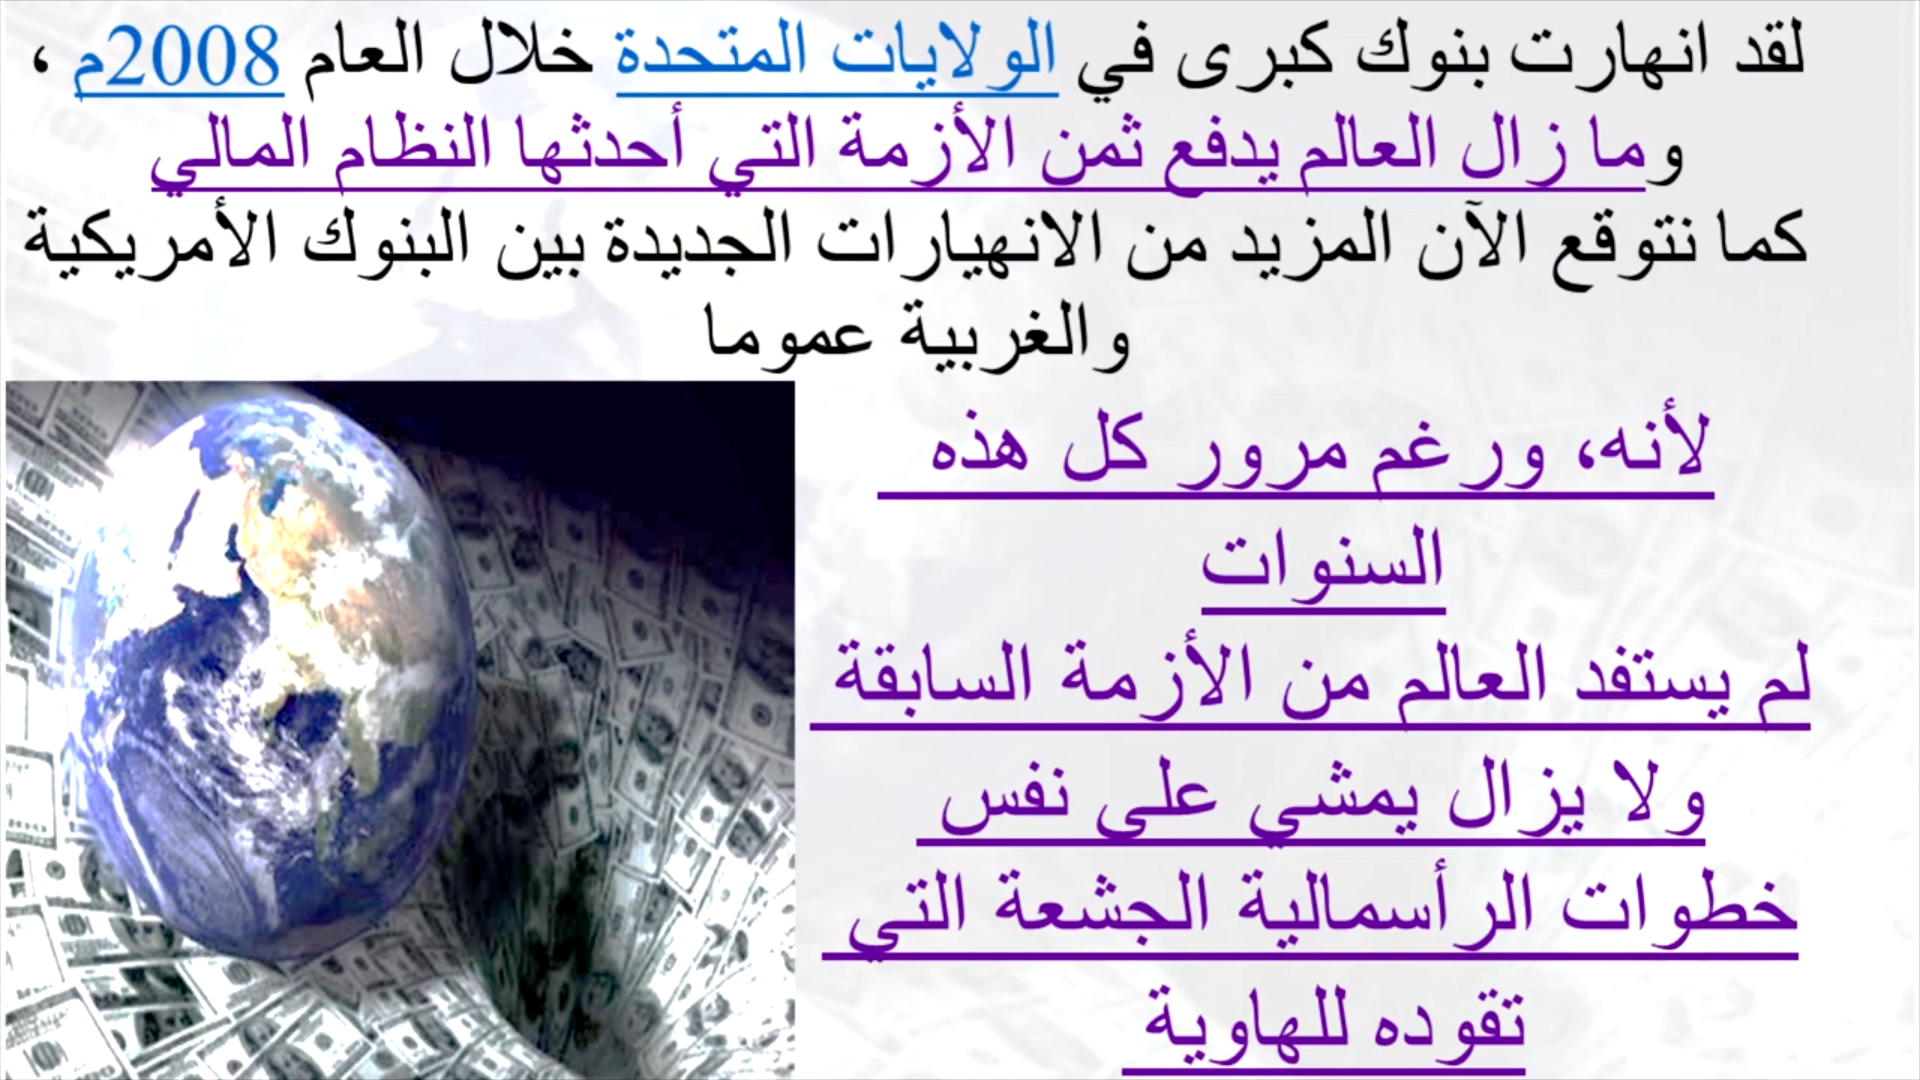 لقد انهارت بنوك كبرى في الولايات المتحدة خلال العام 2008م ،
وما زال العالم يدفع ثمن الأزمة التي أحدثها النظام المالي
كما نتوقع الآن المزيد من الانهيارات الجديدة بين البنوك الأمريكية
والغربية عموما
لأنه، ورغم مرور كل هذه
السنوات
لم يستفد العالم من الأزمة السابقة
ولا يزال يمشي على نفس
خطوات الرأسمالية الجشعة التي
تقوده للهاوية